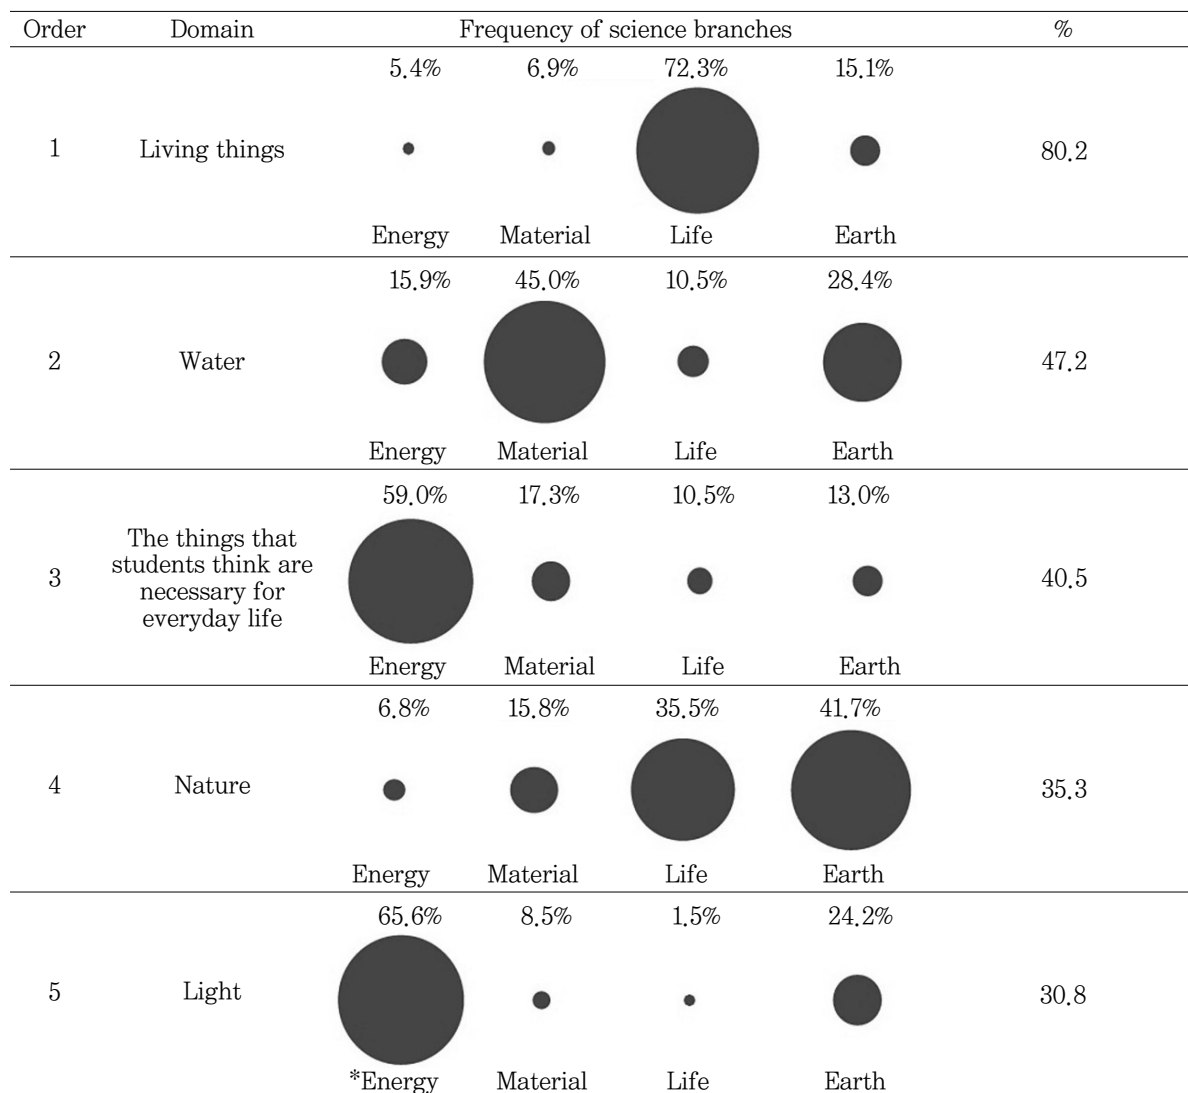 Order Domain Frequency of science branches %
5.4% 6.9% 72.3% 15.1%
1 Living things 80.2
Energy Material Life Earth
15.9% 45.0% 10.5% 28.4%
2 Water 47.2
Energy Material Life Earth
59.0% 17.3% 10.5% 13.0%
The things that
students think are
3 40.5
necessary for
everyday life
Energy Material Life Earth
6.8% 15.8% 35.5% 41.7%
4 Nature 35.3
Energy Material Life Earth
65.6% 8.5% 1.5% 24.2%
5 Light 30.8
*Energy Material Life Earth